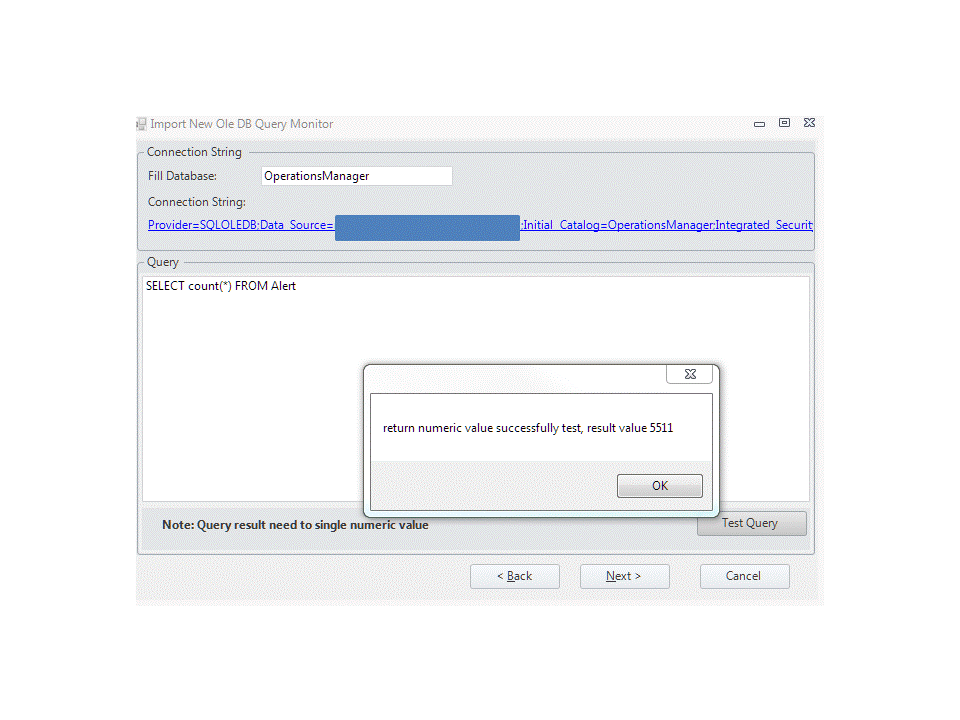 Import New Ole DB Query Monitor
Connection String
Fill Database: OperationsManager
Connection String:
Provider=SQLOLEDB;Data Source= ;Initial Catalog=OperationsManager;Integrated Securit
Query
SELECT count(*) FROM Alert
return numeric value successfully test, result value 5511
OK
Note: Query result need to single numeric value
Test Query
< Back Next > Cancel